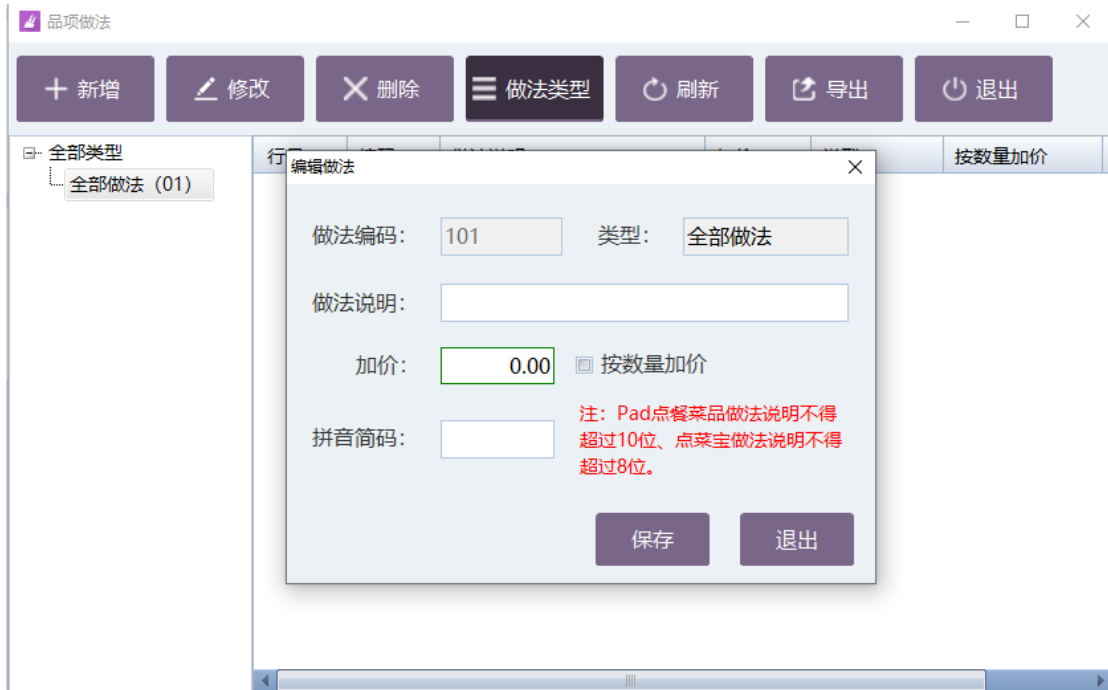 品项做法
新增 修改 删除 做法类型 刷新 导出 退出
全部类型
全部做法 (01)
按数量加价
编辑做法
做法编码： 101 类型： 全部做法
做法说明：
加价： 0.00 按数量加价
拼音简码：
注：Pad点餐菜品做法说明不得
超过10位、点菜宝做法说明不得
超过8位。
保存 退出